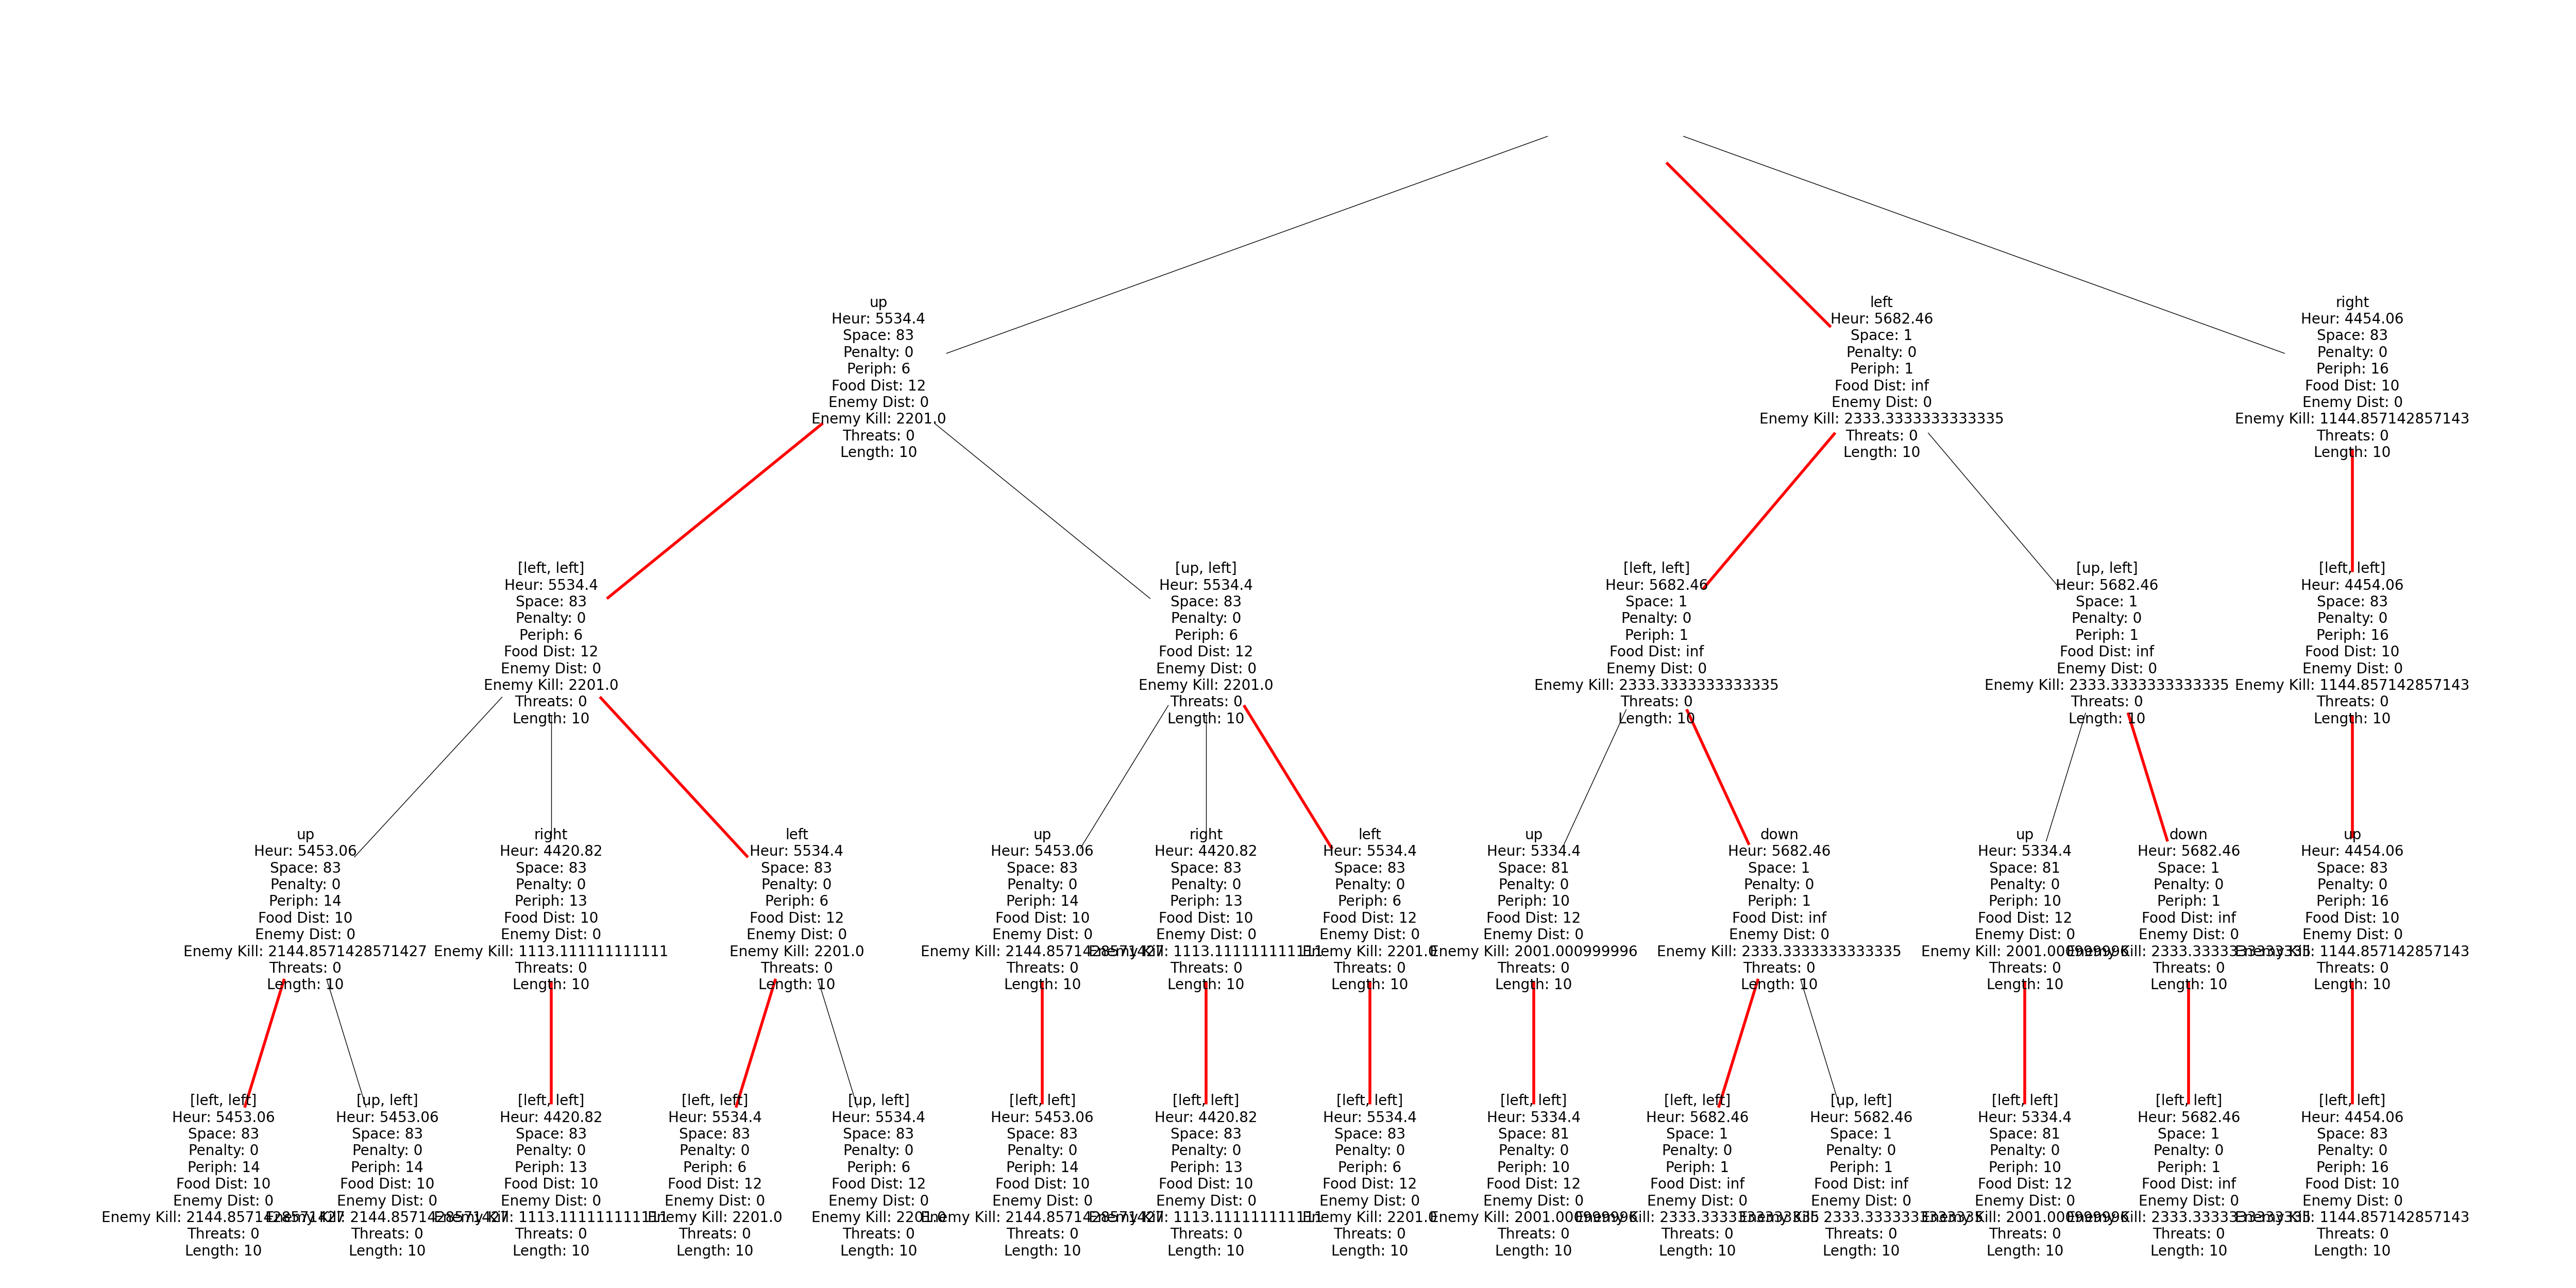 up
Heur: 5534.4
Space: 83
Penalty: 0
Periph: 6
Food Dist: 12
Enemy Dist: 0
Enemy Kill: 2201.0
Threats: 0
Length: 10
left
Heur: 5682.46
Space: 1
Penalty: 0
Periph: 1
Food Dist: inf
Enemy Dist: 0
Enemy Kill: 2333.3333333333335
Threats: 0
Length: 10
right
Heur: 4454.06
Space: 83
Penalty: 0
Periph: 16
Food Dist: 10
Enemy Dist: 0
Enemy Kill: 1144.857142857143
Threats: 0
Length: 10
[left, left]
Heur: 5534.4
Space: 83
Penalty: 0
Periph: 6
Food Dist: 12
Enemy Dist: 0
Enemy Kill: 2201.0
Threats: 0
Length: 10
[up, left]
Heur: 5534.4
Space: 83
Penalty: 0
Periph: 6
Food Dist: 12
Enemy Dist: 0
Enemy Kill: 2201.0
Threats: 0
Length: 10
[left, left]
Heur: 5682.46
Space: 1
Penalty: 0
Periph: 1
Food Dist: inf
Enemy Dist: 0
Enemy Kill: 2333.3333333333335
Threats: 0
Length: 10
[up, left]
Heur: 5682.46
Space: 1
Penalty: 0
Periph: 1
Food Dist: inf
Enemy Dist: 0
Enemy Kill: 2333.3333333333335
Threats: 0
Length: 10
[left, left]
Heur: 4454.06
Space: 83
Penalty: 0
Periph: 16
Food Dist: 10
Enemy Dist: 0
Enemy Kill: 1144.857142857143
Threats: 0
Length: 10
up
Heur: 5453.06
Space: 83
Penalty: 0
Periph: 14
Food Dist: 10
Enemy Dist: 0
Enemy Kill: 2144.8571428571427
Threats: 0
Length: 10
right
Heur: 4420.82
Space: 83
Penalty: 0
Periph: 13
Food Dist: 10
Enemy Dist: 0
Enemy Kill: 1113.111111111111
Threats: 0
Length: 10
left
Heur: 5534.4
Space: 83
Penalty: 0
Periph: 6
Food Dist: 12
Enemy Dist: 0
Enemy Kill: 2201.0
Threats: 0
Length: 10
up
Heur: 5453.06
Space: 83
Penalty: 0
Periph: 14
Food Dist: 10
Enemy Dist: 0
Enemy Kill: 2144.8571428571427
Threats: 0
Length: 10
right
Heur: 4420.82
Space: 83
Penalty: 0
Periph: 13
Food Dist: 10
Enemy Dist: 0
Enemy Kill: 1113.111111111111
Threats: 0
Length: 10
left
Heur: 5534.4
Space: 83
Penalty: 0
Periph: 6
Food Dist: 12
Enemy Dist: 0
Enemy Kill: 2201.0
Threats: 0
Length: 10
up
Heur: 5334.4
Space: 81
Penalty: 0
Periph: 10
Food Dist: 12
Enemy Dist: 0
Enemy Kill: 2001.000999996
Threats: 0
Length: 10
down
Heur: 5682.46
Space: 1
Penalty: 0
Periph: 1
Food Dist: inf
Enemy Dist: 0
Enemy Kill: 2333.3333333333335
Threats: 0
Length: 10
up
Heur: 5334.4
Space: 81
Penalty: 0
Periph: 10
Food Dist: 12
Enemy Dist: 0
Enemy Kill: 2001.000999996
Threats: 0
Length: 10
down
Heur: 5682.46
Space: 1
Penalty: 0
Periph: 1
Food Dist: inf
Enemy Dist: 0
Enemy Kill: 2333.3333333333335
Threats: 0
Length: 10
up
Heur: 4454.06
Space: 83
Penalty: 0
Periph: 16
Food Dist: 10
Enemy Dist: 0
Enemy Kill: 1144.857142857143
Threats: 0
Length: 10
[left, left]
Heur: 5453.06
Space: 83
Penalty: 0
Periph: 14
Food Dist: 10
Enemy Dist: 0
Enemy Kill: 2144.8571428571427
Threats: 0
Length: 10
[up, left]
Heur: 5453.06
Space: 83
Penalty: 0
Periph: 14
Food Dist: 10
Enemy Dist: 0
Enemy Kill: 2144.8571428571427
Threats: 0
Length: 10
[left, left]
Heur: 4420.82
Space: 83
Penalty: 0
Periph: 13
Food Dist: 10
Enemy Dist: 0
Enemy Kill: 1113.111111111111
Threats: 0
Length: 10
[left, left]
Heur: 5534.4
Space: 83
Penalty: 0
Periph: 6
Food Dist: 12
Enemy Dist: 0
Enemy Kill: 2201.0
Threats: 0
Length: 10
[up, left]
Heur: 5534.4
Space: 83
Penalty: 0
Periph: 6
Food Dist: 12
Enemy Dist: 0
Enemy Kill: 2201.0
Threats: 0
Length: 10
[left, left]
Heur: 5453.06
Space: 83
Penalty: 0
Periph: 14
Food Dist: 10
Enemy Dist: 0
Enemy Kill: 2144.8571428571427
Threats: 0
Length: 10
[left, left]
Heur: 4420.82
Space: 83
Penalty: 0
Periph: 13
Food Dist: 10
Enemy Dist: 0
Enemy Kill: 1113.111111111111
Threats: 0
Length: 10
[left, left]
Heur: 5534.4
Space: 83
Penalty: 0
Periph: 6
Food Dist: 12
Enemy Dist: 0
Enemy Kill: 2201.0
Threats: 0
Length: 10
[left, left]
Heur: 5334.4
Space: 81
Penalty: 0
Periph: 10
Food Dist: 12
Enemy Dist: 0
Enemy Kill: 2001.000999996
Threats: 0
Length: 10
[left, left]
Heur: 5682.46
Space: 1
Penalty: 0
Periph: 1
Food Dist: inf
Enemy Dist: 0
Enemy Kill: 2333.3333333333335
Threats: 0
Length: 10
[up, left]
Heur: 5682.46
Space: 1
Penalty: 0
Periph: 1
Food Dist: inf
Enemy Dist: 0
Enemy Kill: 2333.3333333333335
Threats: 0
Length: 10
[left, left]
Heur: 5334.4
Space: 81
Penalty: 0
Periph: 10
Food Dist: 12
Enemy Dist: 0
Enemy Kill: 2001.000999996
Threats: 0
Length: 10
[left, left]
Heur: 5682.46
Space: 1
Penalty: 0
Periph: 1
Food Dist: inf
Enemy Dist: 0
Enemy Kill: 2333.3333333333335
Threats: 0
Length: 10
[left, left]
Heur: 4454.06
Space: 83
Penalty: 0
Periph: 16
Food Dist: 10
Enemy Dist: 0
Enemy Kill: 1144.857142857143
Threats: 0
Length: 10